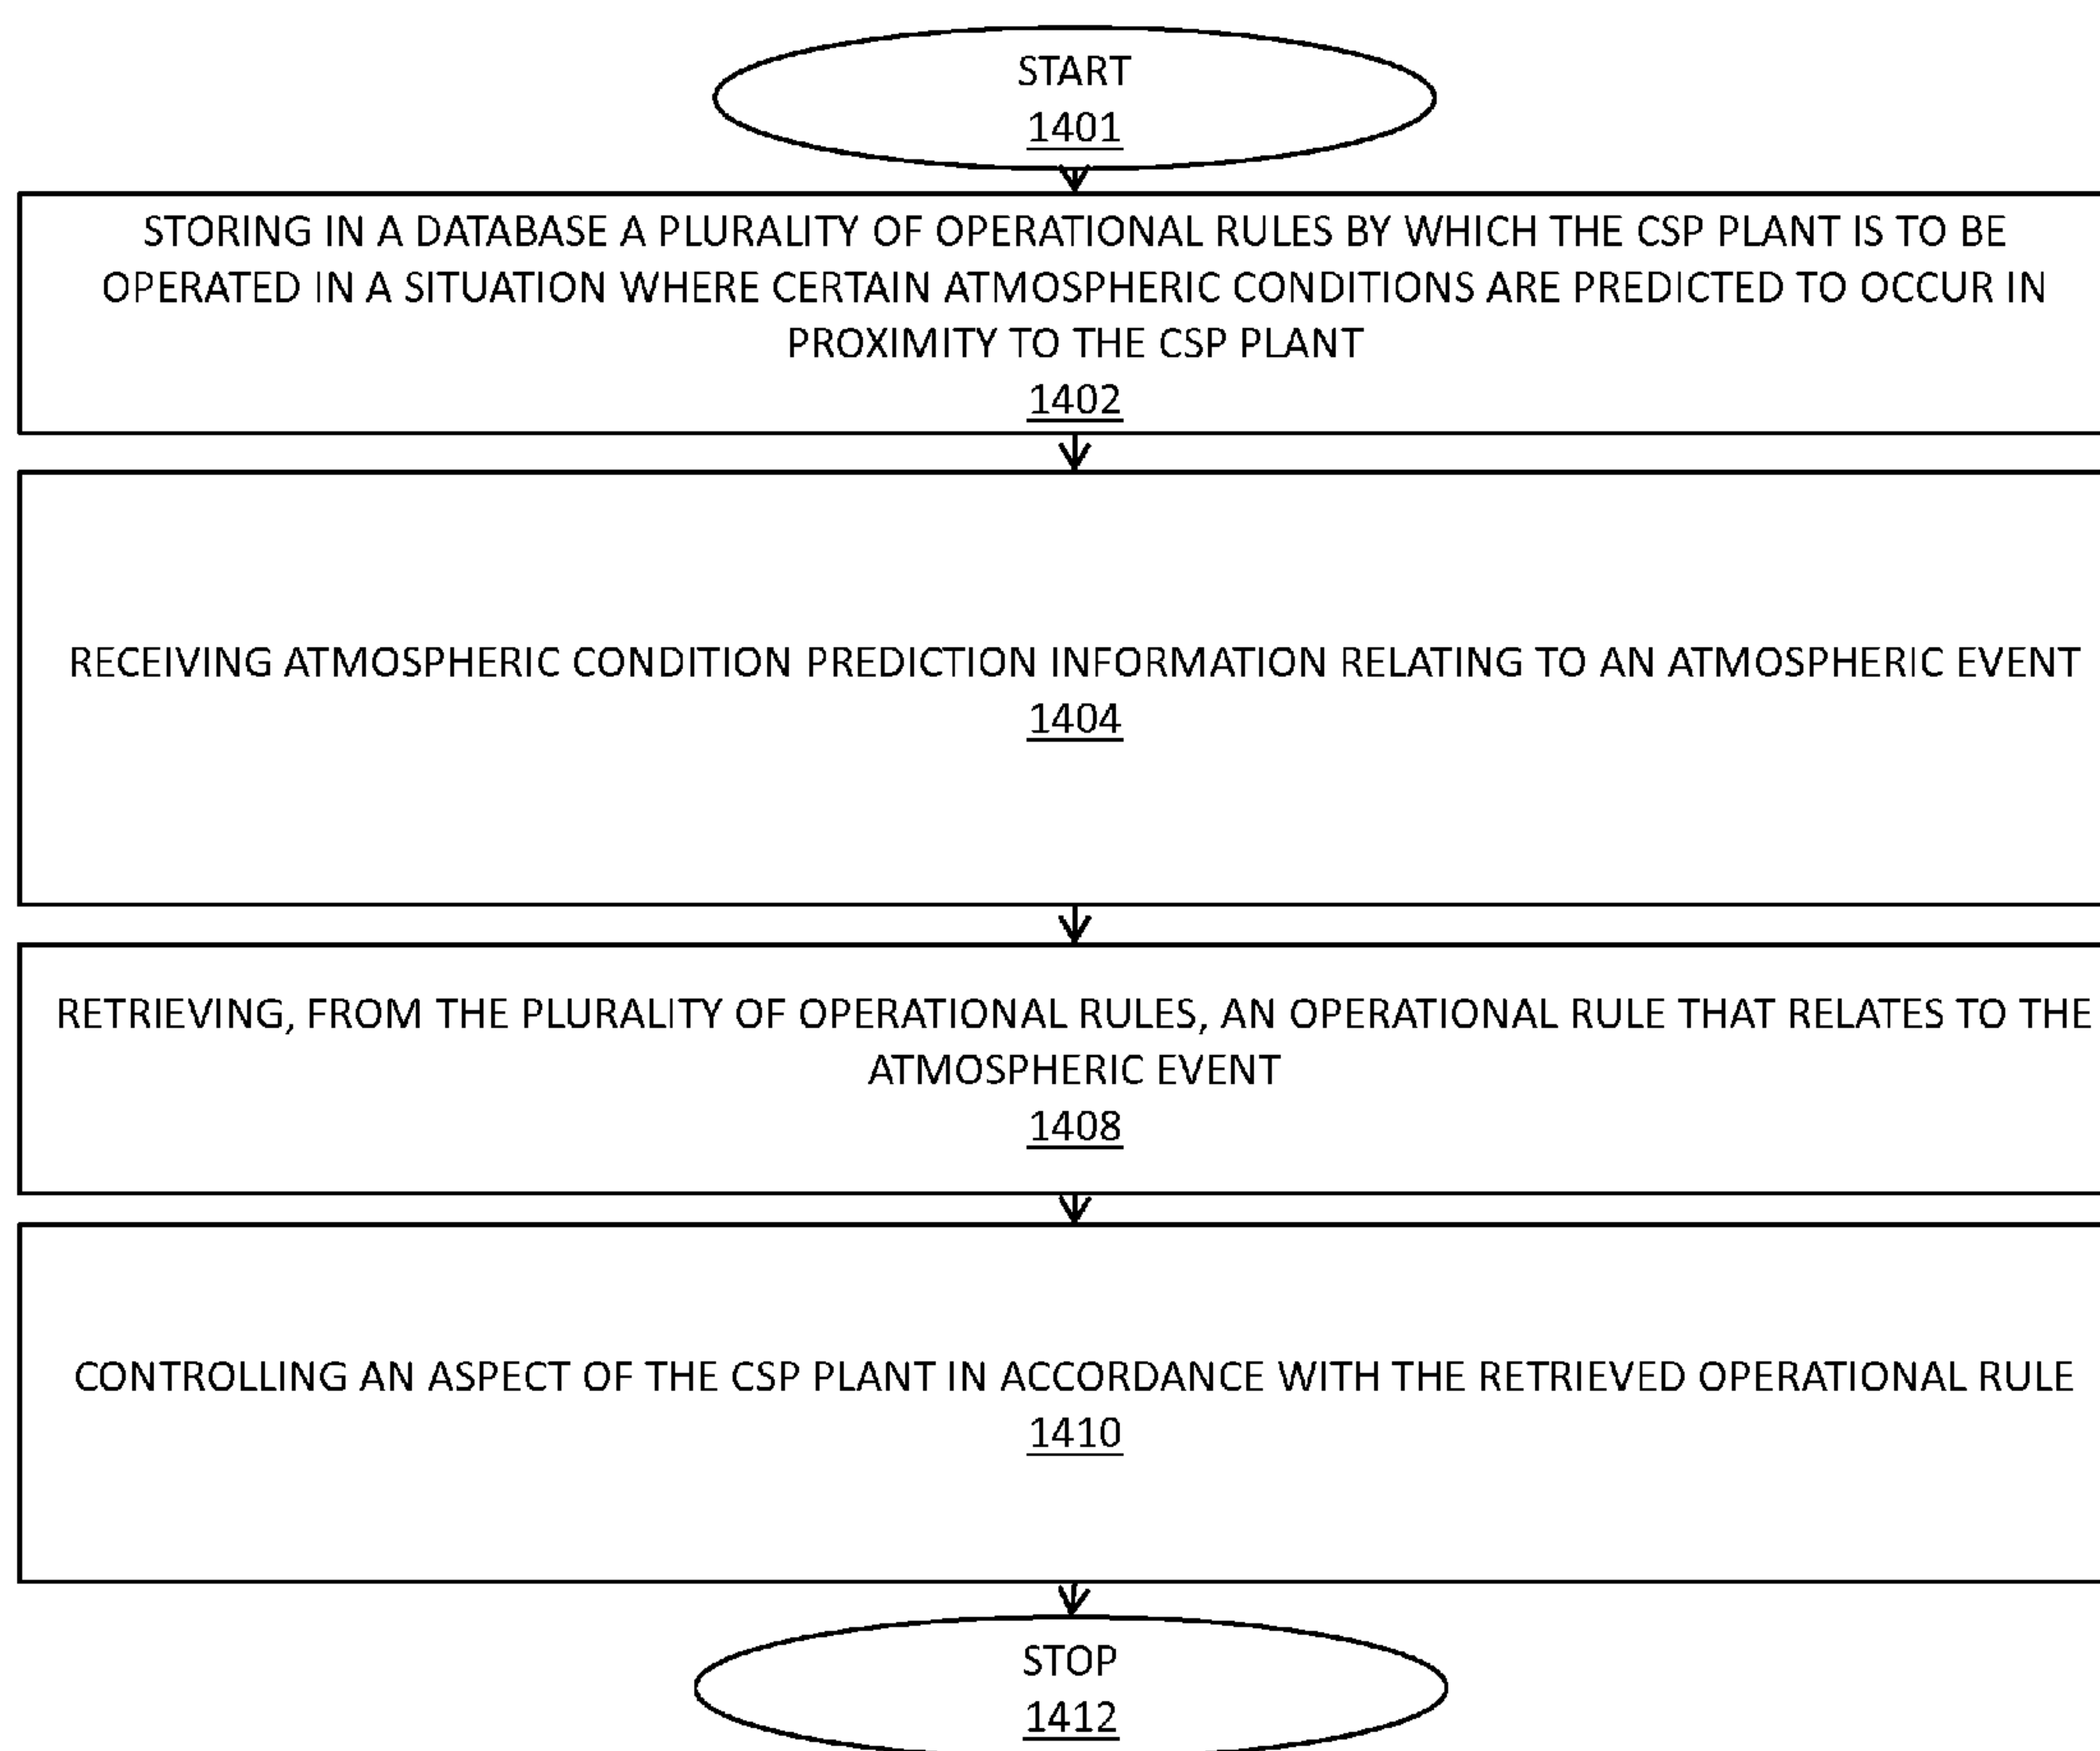 START
1401
STORING IN A DATABASE A PLURALITY OF OPERATIONAL RULES BY WHICH THE CSP PLANT IS TO BE
OPERATED IN A SITUATION WHERE CERTAIN ATMOSPHERIC CONDITIONS ARE PREDICTED TO OCCUR IN
PROXIMITY TO THE CSP PLANT
1402
RECEIVING ATMOSPHERIC CONDITION PREDICTION INFORMATION RELATING TO AN ATMOSPHERIC EVENT
1404
RETRIEVING, FROM THE PLURALITY OF OPERATIONAL RULES, AN OPERATIONAL RULE THAT RELATES TO THE
ATMOSPHERIC EVENT
1408
CONTROLLING AN ASPECT OF THE CSP PLANT IN ACCORDANCE WITH THE RETRIEVED OPERATIONAL RULE
1410
STOP
1412